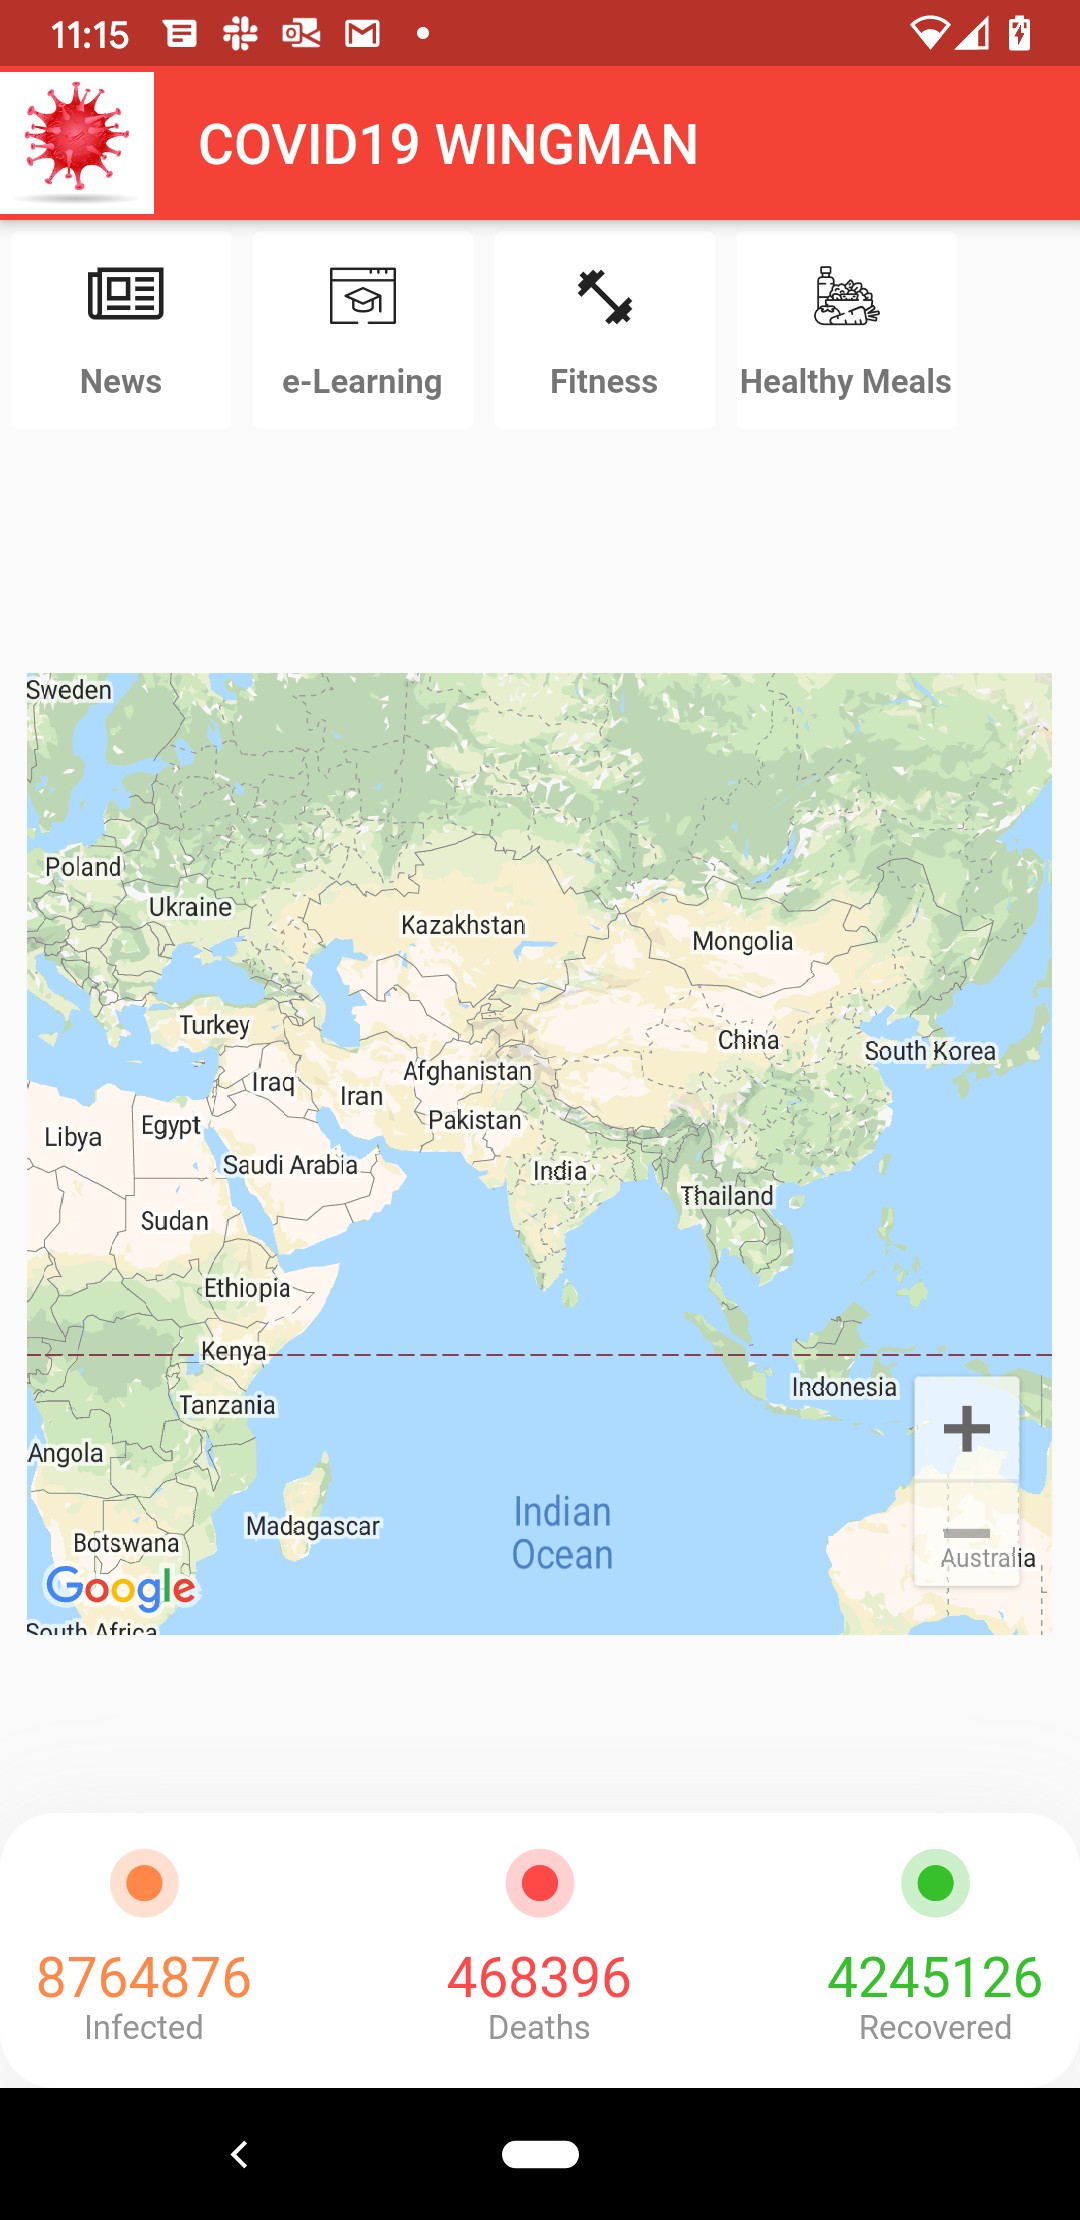 11:15
COVID19 WINGMAN
News e-Learning Fitness Healthy Meals
Sweden
Poland
Ukraine
Kazakhstan
Mongolia
Turkey
China
South Korea
Afghanistan
Iraq
Iran
Pakistan
Egypt
Libya
Saudi Arabia
India
Thailand
Sudan
Ethiopia
Kenya
Indonesia
Tanzania
Angola
Indian
Ocean
Madagascar
Botswana
Australia
Google
South Africa
8764876 468396 4245126
Infected Deaths Recovered